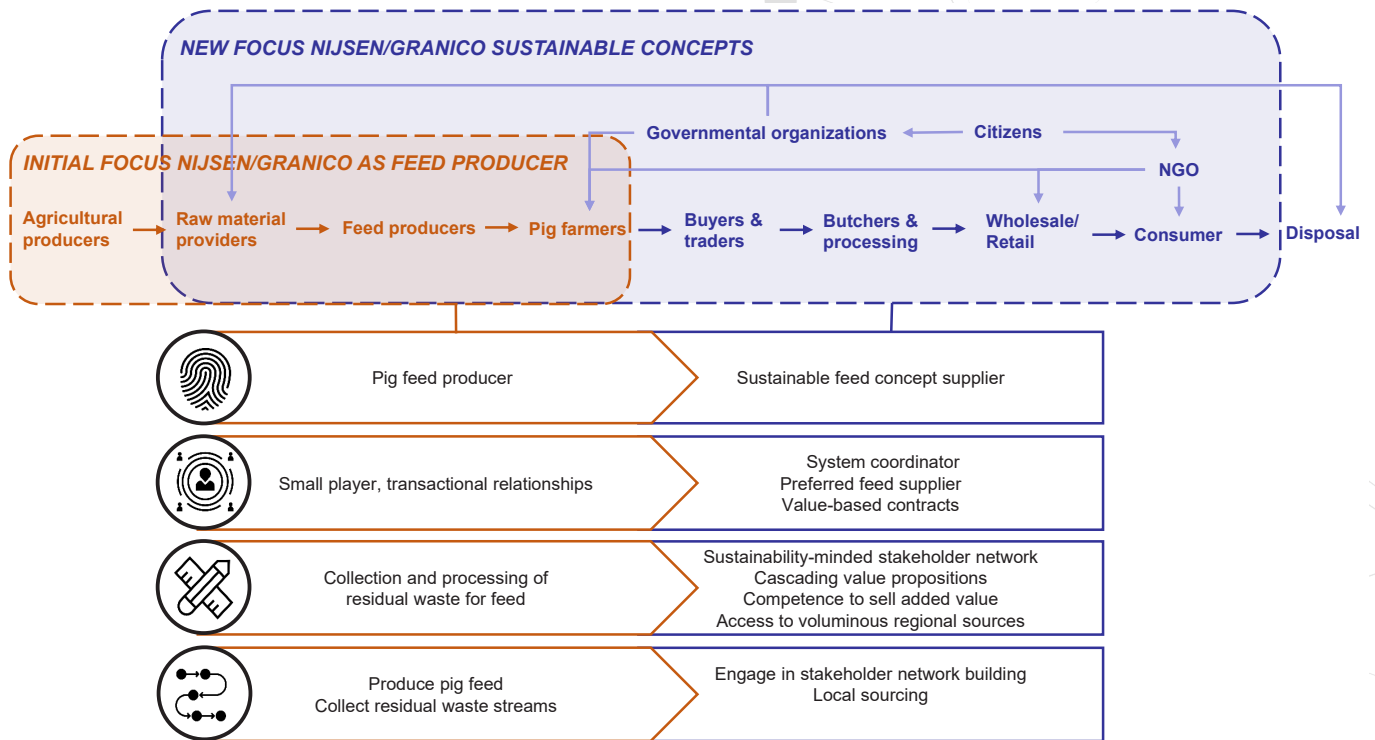 NEW FOCUS NIJSEN/GRANICO SUSTAINABLE CONCEPTS
Governmental organizations
Citizens
INITIAL FOCUS NIJSEN/GRANICO AS FEED PRODUCER
NGO
Agricultural
producers
Raw material
providers
Feed producers
Pig farmers
Buyers &
traders
Butchers &
processing
Wholesale/
Retail
Consumer
Disposal
Pig feed producer
Sustainable feed concept supplier
Small player, transactional relationships
System coordinator
Preferred feed supplier
Value-based contracts
Collection and processing of
residual waste for feed
Sustainability-minded stakeholder network
Cascading value propositions
Competence to sell added value
Access to voluminous regional sources
Produce pig feed
Collect residual waste streams
Engage in stakeholder network building
Local sourcing